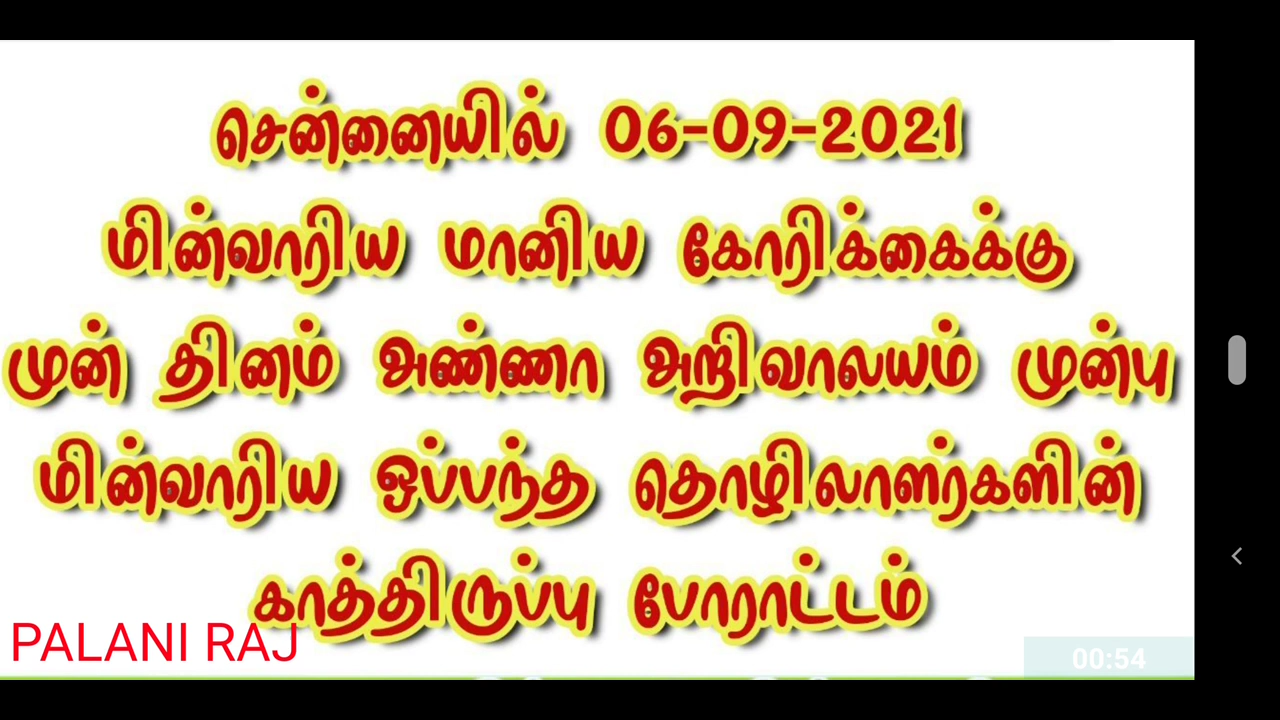 சென்னையில் 06-09-2021
மின்வாரிய மானிய கோரிக்கைக்கு
முன் தினம் அண்ணா அறிவாலயம் முன்பு
மின்வாரிய ஒப்பந்த தொழிலாளர்களின்
காத்திருப்பு போராட்டம்
PALANI RAJ
00:54